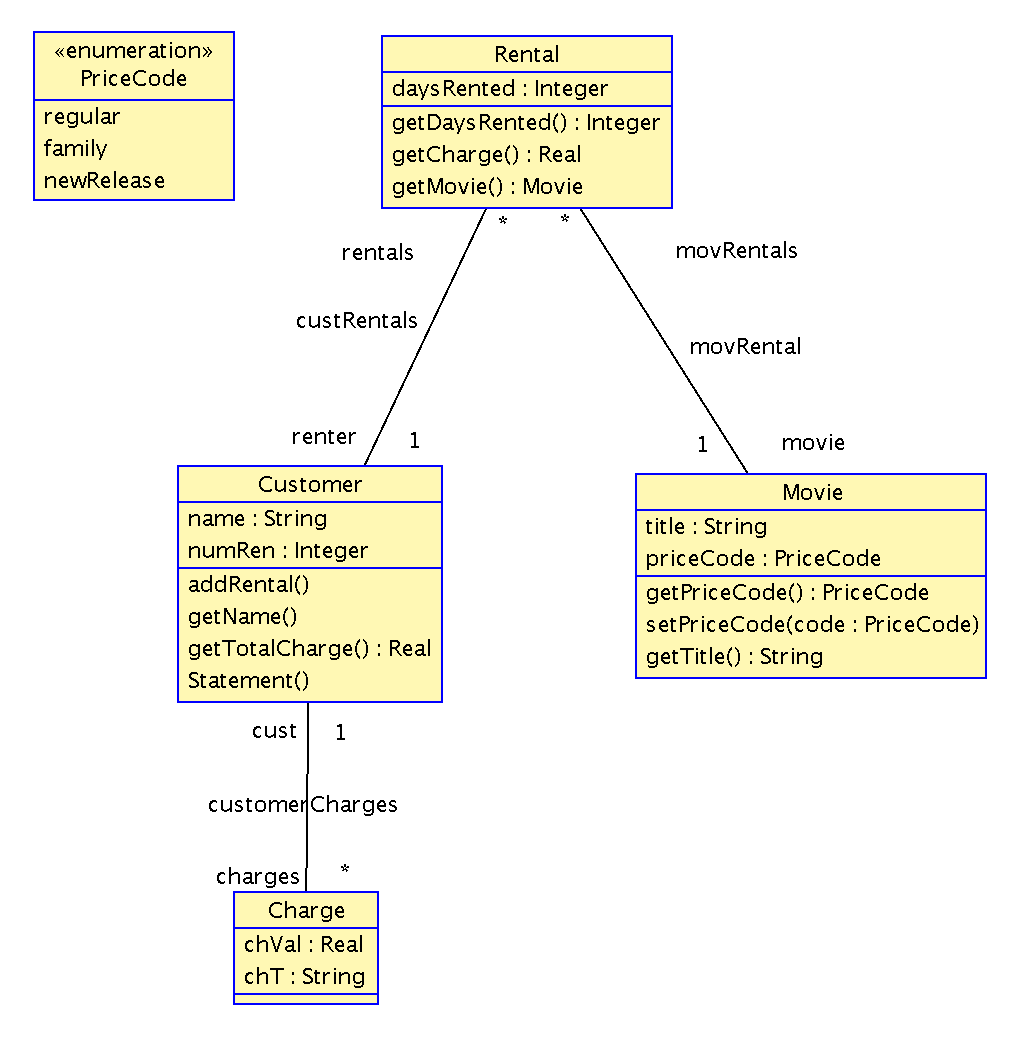 «enumeration»
PriceCode
regular
family
newRelease
Rental
daysRented : Integer
getDaysRented() : Integer
getCharge() : Real
getMovie() : Movie
* *
rentals
movRentals
custRentals
movRental
renter 1
1 movie
Customer
name : String
numRen : Integer
addRental()
getName()
getTotalCharge() : Real
Statement()
Movie
title : String
priceCode : PriceCode
getPriceCode() : PriceCode
setPriceCode(code : PriceCode)
getTitle() : String
cust 1
customerCharges
charges *
Charge
chVal : Real
chT : String